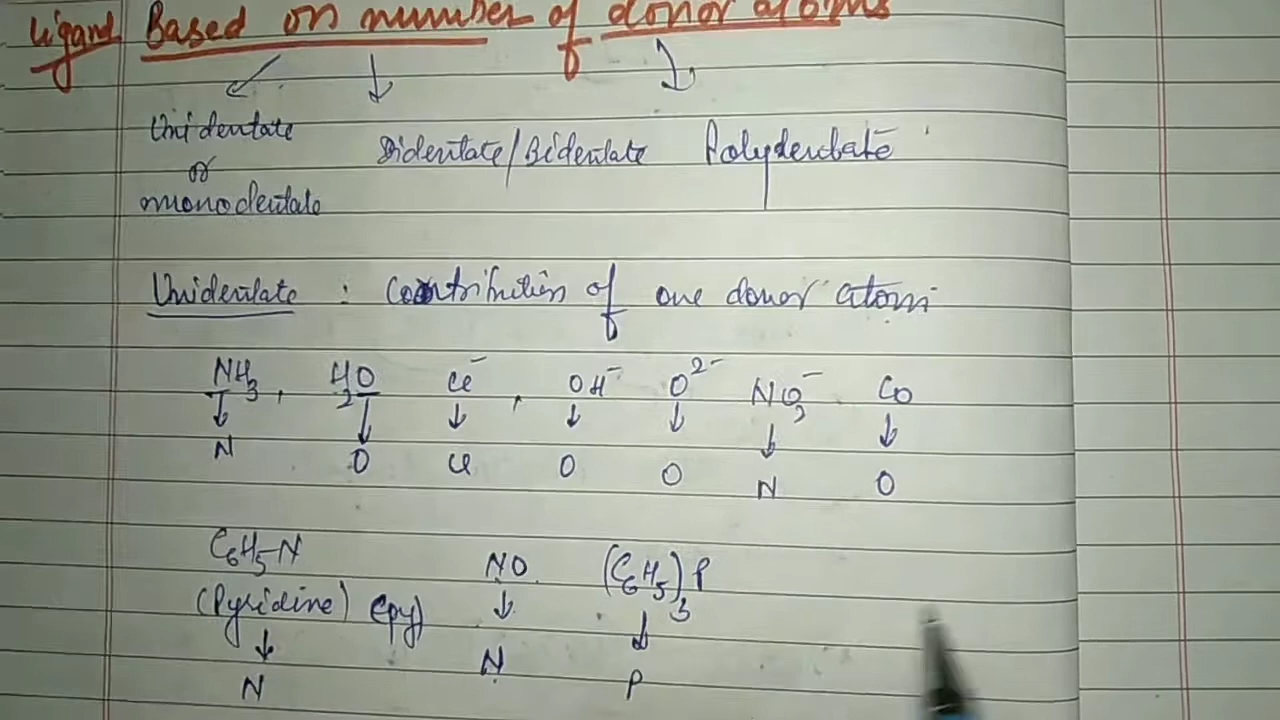 Ligand Based on number of donor atoms
Unidentate
or
monodentate
Didentate/Bidentate
Polydentate
Unidentate : Contribution of one donor atom
NH₃, H₂O Cl⁻, OH⁻ O²⁻ NO₂⁻ CO
N O Cl O O N O
C₆H₅-N NO (C₆H₅)₃P
(Pyridine) (py)
N N P